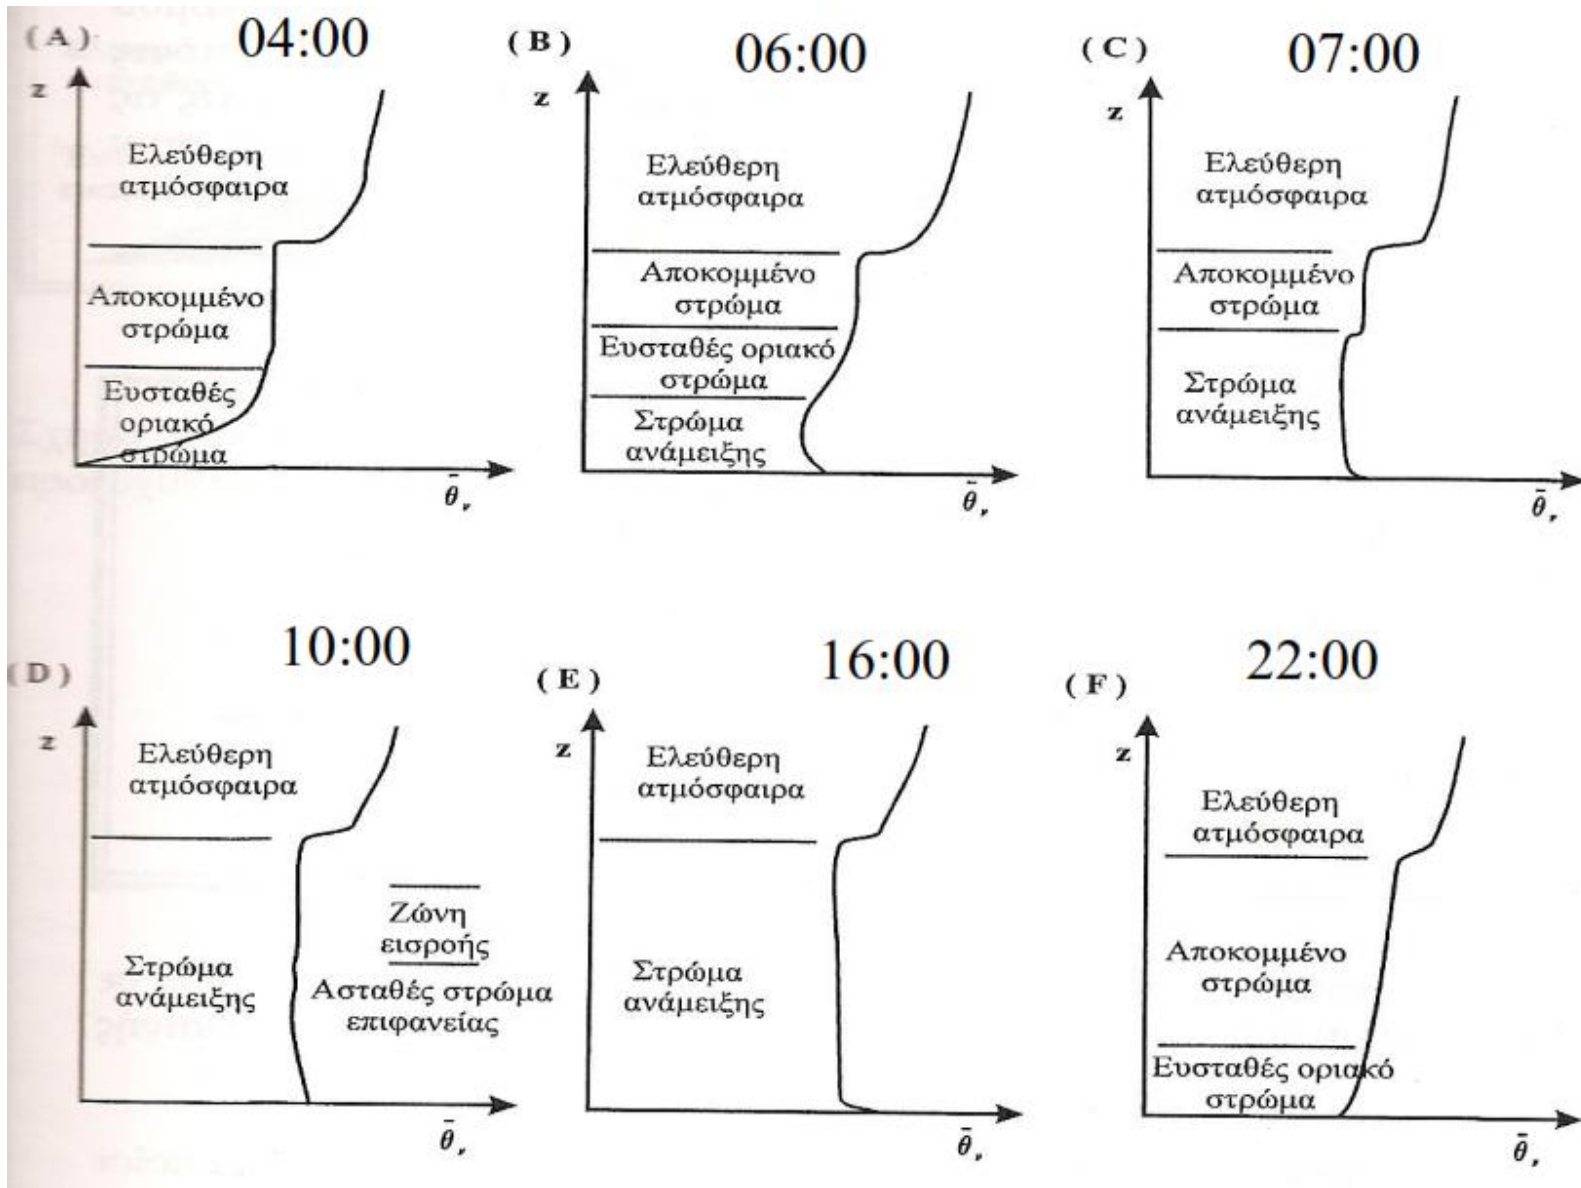 ( A )
04:00
z
Ελεύθερη
ατμόσφαιρα
Αποκομμένο
στρώμα
Ευσταθές
οριακό
στρώμα
θ̄ᵥ
( B )
06:00
z
Ελεύθερη
ατμόσφαιρα
Αποκομμένο
στρώμα
Ευσταθές οριακό
στρώμα
Στρώμα
ανάμειξης
θ̄ᵥ
( C )
07:00
z
Ελεύθερη
ατμόσφαιρα
Αποκομμένο
στρώμα
Στρώμα
ανάμειξης
θ̄ᵥ
( D )
10:00
z
Ελεύθερη
ατμόσφαιρα
Στρώμα
ανάμειξης
Ζώνη
εισροής
Ασταθές στρώμα
επιφανείας
θ̄ᵥ
( E )
16:00
z
Ελεύθερη
ατμόσφαιρα
Στρώμα
ανάμειξης
θ̄ᵥ
( F )
22:00
z
Ελεύθερη
ατμόσφαιρα
Αποκομμένο
στρώμα
Ευσταθές οριακό
στρώμα
θ̄ᵥ